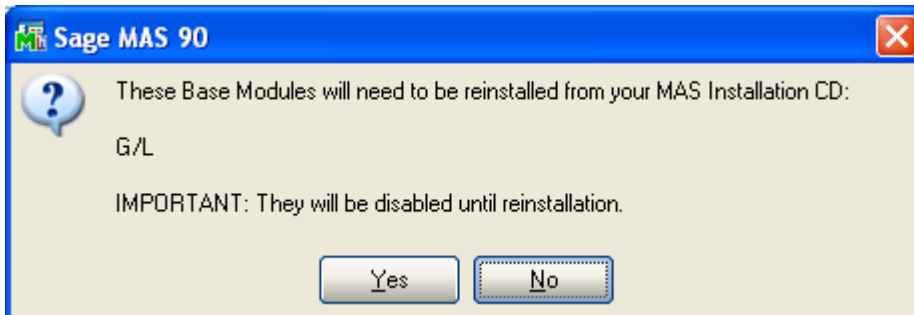 Sage MAS 90
These Base Modules will need to be reinstalled from your MAS Installation CD:
G/L
IMPORTANT: They will be disabled until reinstallation.
Yes No